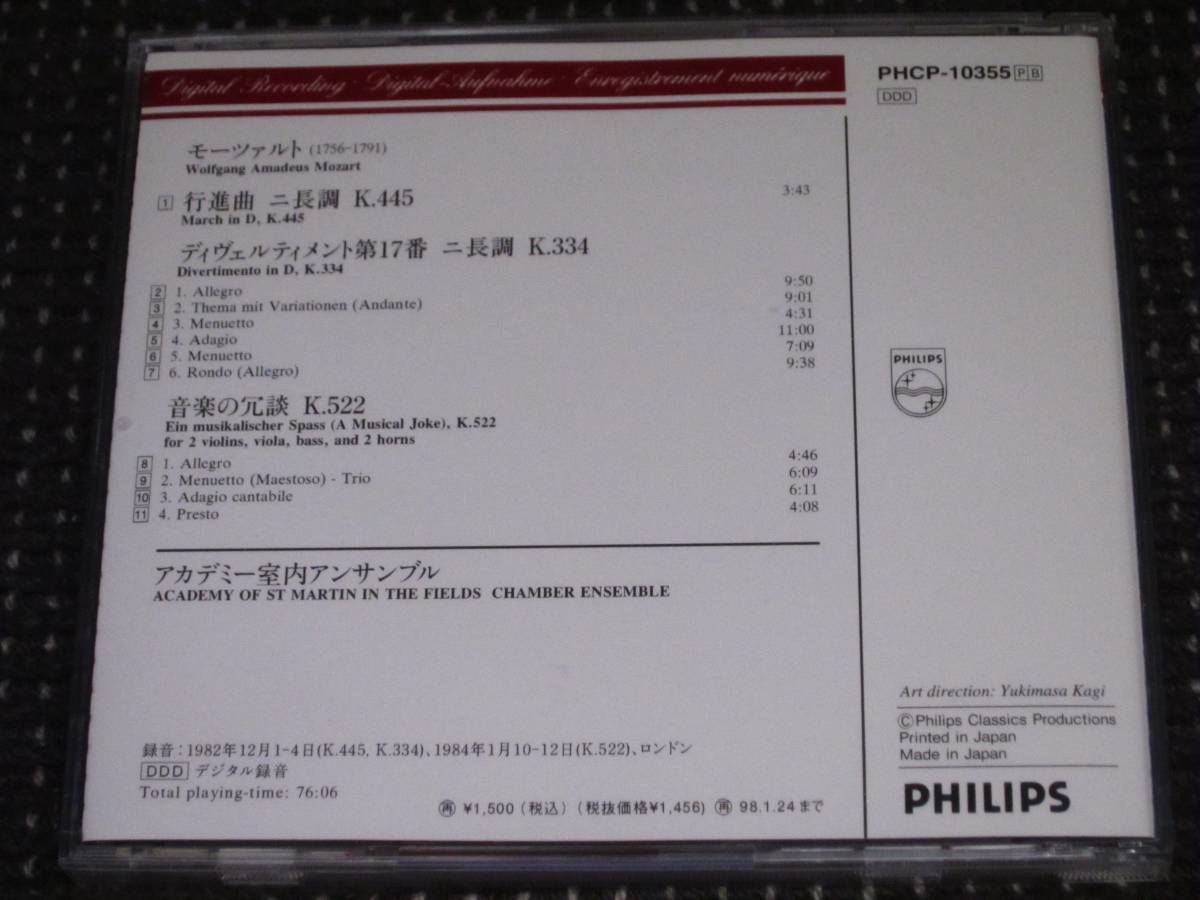 Digital Recording · Digital-Aufnahme · Enregistrement numérique
PHCP-10355 PB
DDD
モーツァルト (1756-1791)
Wolfgang Amadeus Mozart
1 行進曲 ニ長調 K.445 3:43
March in D, K.445
ディヴェルティメント第17番 ニ長調 K.334
Divertimento in D, K.334
2 1. Allegro 9:50
3 2. Thema mit Variationen (Andante) 9:01
4 3. Menuetto 4:31
5 4. Adagio 11:00
6 5. Menuetto 7:09
7 6. Rondo (Allegro) 9:38
音楽の冗談 K.522
Ein musikalischer Spass (A Musical Joke), K.522
for 2 violins, viola, bass, and 2 horns
8 1. Allegro 4:46
9 2. Menuetto (Maestoso) - Trio 6:09
10 3. Adagio cantabile 6:11
11 4. Presto 4:08
アカデミー室内アンサンブル
ACADEMY OF ST MARTIN IN THE FIELDS CHAMBER ENSEMBLE
録音：1982年12月1-4日(K.445, K.334)、1984年1月10-12日(K.522)、ロンドン
DDD デジタル録音
Total playing-time: 76:06
再 ¥1,500（税込）（税抜価格¥1,456) 再 98.1.24まで
PHILIPS
Art direction: Yukimasa Kagi
©Philips Classics Productions
Printed in Japan
Made in Japan
PHILIPS